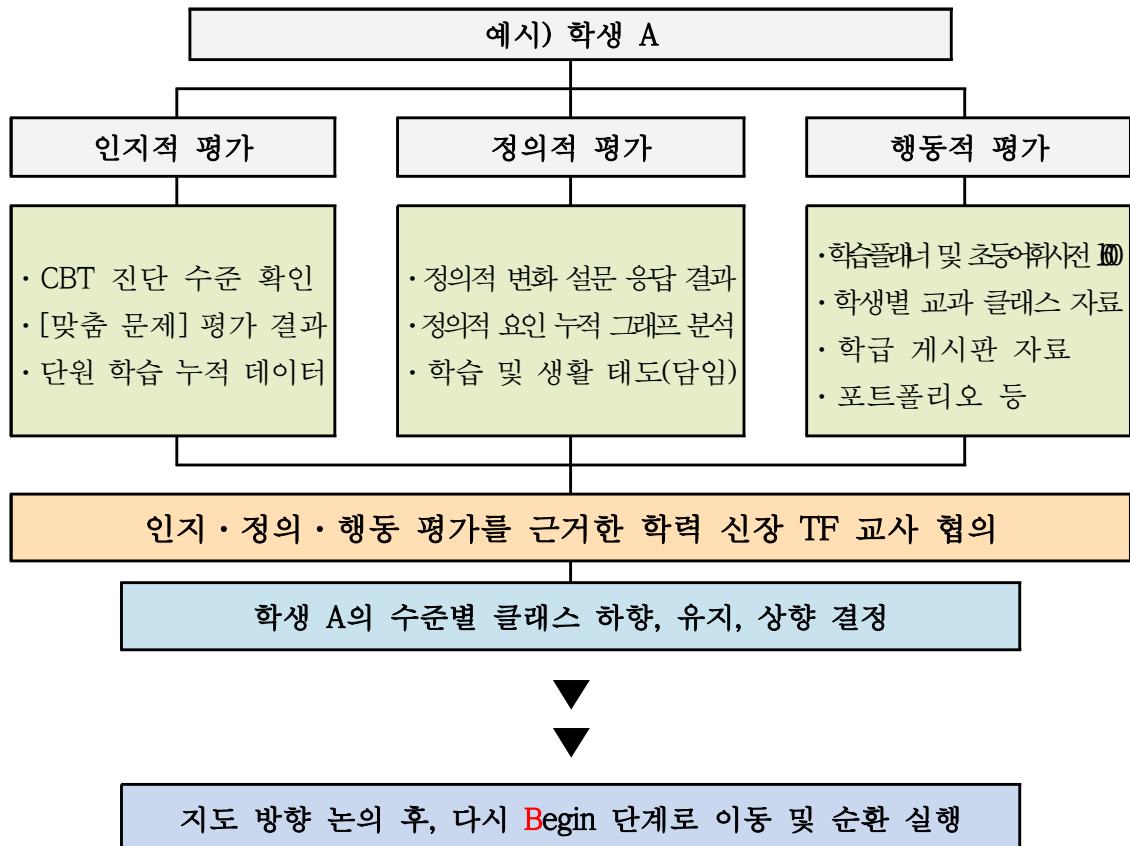 예시) 학생 A
인지적 평가
정의적 평가
행동적 평가
· CBT 진단 수준 확인
· [맞춤 문제] 평가 결과
· 단원 학습 누적 데이터
· 정의적 변화 설문 응답 결과
· 정의적 요인 누적 그래프 분석
· 학습 및 생활 태도(담임)
· 학습플래너 및 초등어휘사전
· 학생별 교과 클래스 자료
· 학급 게시판 자료
· 포트폴리오 등
인지·정의·행동 평가를 근거한 학력 신장 TF 교사 협의
학생 A의 수준별 클래스 하향, 유지, 상향 결정
지도 방향 논의 후, 다시 Begin 단계로 이동 및 순환 실행